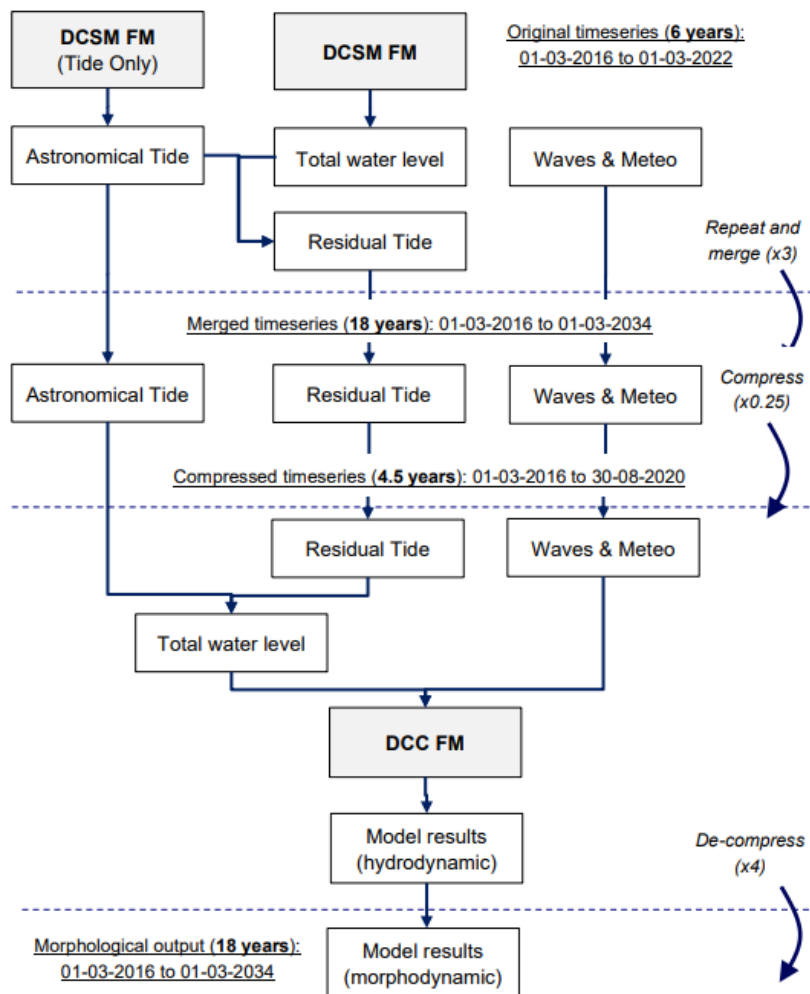 DCSM FM
(Tide Only)
DCSM FM
Original timeseries (6 years):
01-03-2016 to 01-03-2022
Astronomical Tide
Total water level
Waves & Meteo
Residual Tide
Repeat and
merge (x3)
Merged timeseries (18 years): 01-03-2016 to 01-03-2034
Astronomical Tide
Residual Tide
Waves & Meteo
Compress
(x0.25)
Compressed timeseries (4.5 years): 01-03-2016 to 30-08-2020
Residual Tide
Waves & Meteo
Total water level
DCC FM
Model results
(hydrodynamic)
De-compress
(x4)
Morphological output (18 years):
01-03-2016 to 01-03-2034
Model results
(morphodynamic)